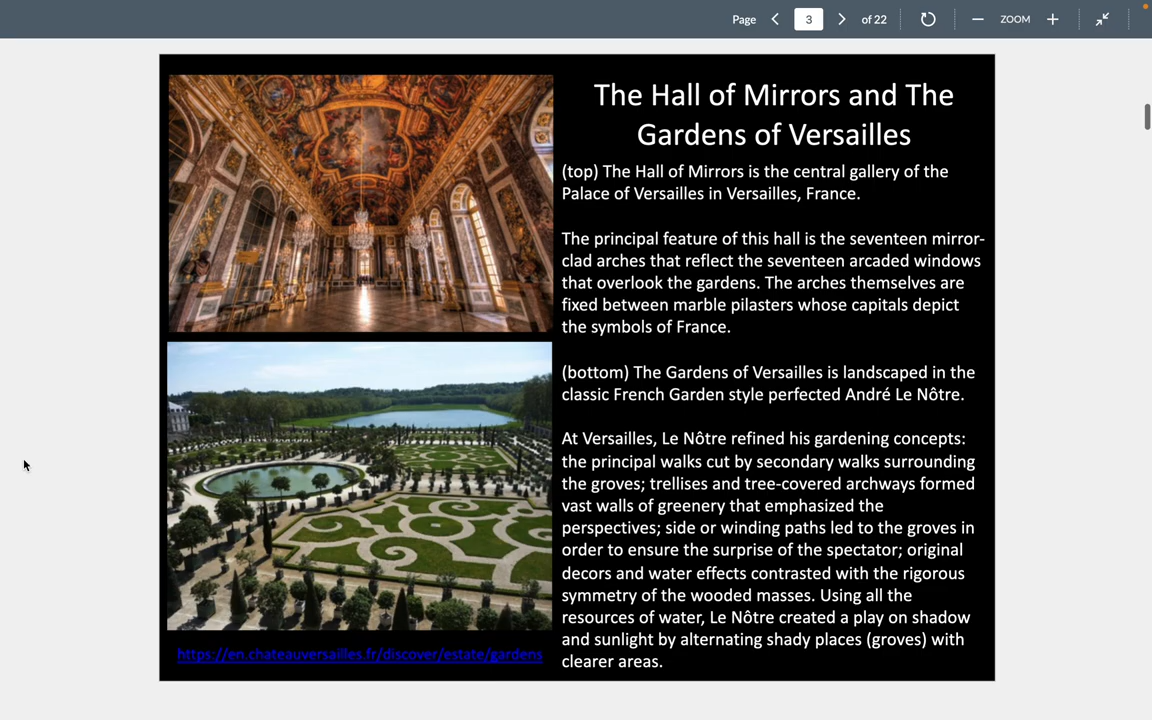 Page 3 of 22 ZOOM
The Hall of Mirrors and The
Gardens of Versailles
(top) The Hall of Mirrors is the central gallery of the
Palace of Versailles in Versailles, France.
The principal feature of this hall is the seventeen mirror-
clad arches that reflect the seventeen arcaded windows
that overlook the gardens. The arches themselves are
fixed between marble pilasters whose capitals depict
the symbols of France.
(bottom) The Gardens of Versailles is landscaped in the
classic French Garden style perfected André Le Nôtre.
At Versailles, Le Nôtre refined his gardening concepts:
the principal walks cut by secondary walks surrounding
the groves; trellises and tree-covered archways formed
vast walls of greenery that emphasized the
perspectives; side or winding paths led to the groves in
order to ensure the surprise of the spectator; original
decors and water effects contrasted with the rigorous
symmetry of the wooded masses. Using all the
resources of water, Le Nôtre created a play on shadow
and sunlight by alternating shady places (groves) with
clearer areas.
https://en.chateauversailles.fr/discover/estate/gardens